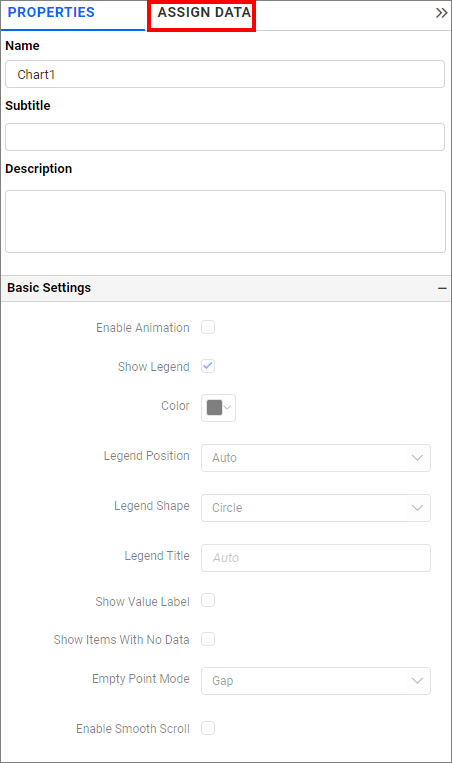 PROPERTIES ASSIGN DATA
Name
Chart1
Subtitle
Description
Basic Settings
Enable Animation
Show Legend
Color
Legend Position Auto
Legend Shape Circle
Legend Title Auto
Show Value Label
Show Items With No Data
Empty Point Mode Gap
Enable Smooth Scroll